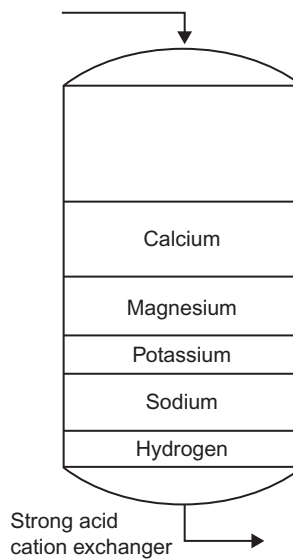 Calcium
Magnesium
Potassium
Sodium
Hydrogen
Strong acid
cation exchanger